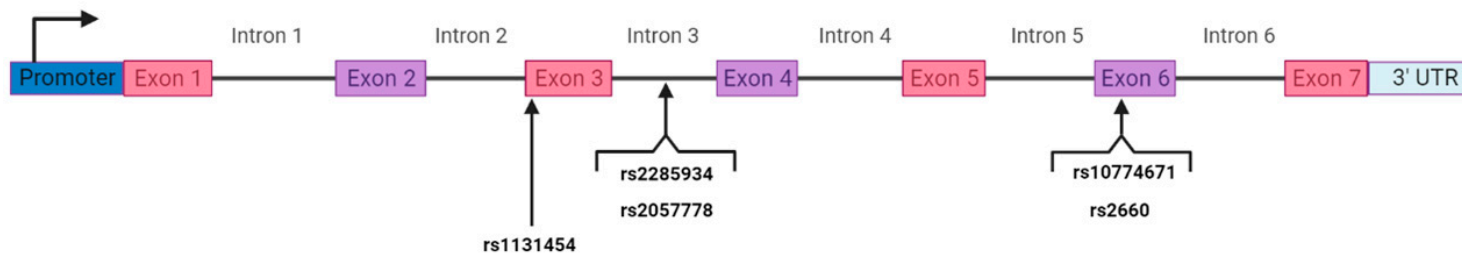 Intron 1 Intron 2 Intron 3 Intron 4 Intron 5 Intron 6
Promoter Exon 1 Exon 2 Exon 3 Exon 4 Exon 5 Exon 6 Exon 7 3' UTR
rs2285934 rs10774671
rs2057778 rs2660
rs1131454